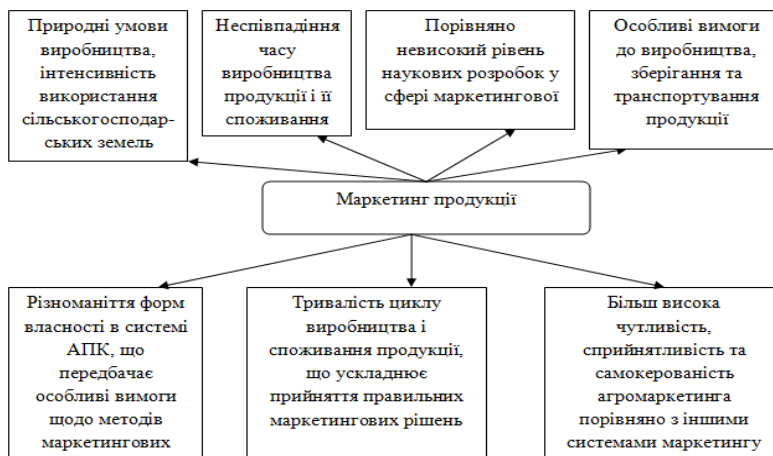 Природні умови
виробництва,
інтенсивність
використання
сільськогосподар-
ських земель
Неспівпадіння
часу
виробництва
продукції і її
споживання
Порівняно
невисокий рівень
наукових розробок у
сфері маркетингової
Особливі вимоги
до виробництва,
зберігання та
транспортування
продукції
Маркетинг продукції
Різноманіття форм
власності в системі
АПК, що
передбачає
особливі вимоги
щодо методів
маркетингових
Тривалість циклу
виробництва і
споживання продукції,
що ускладнює
прийняття правильних
маркетингових рішень
Більш висока
чутливість,
сприйнятливість та
самокерованість
агромаркетинга
порівняно з іншими
системами маркетингу